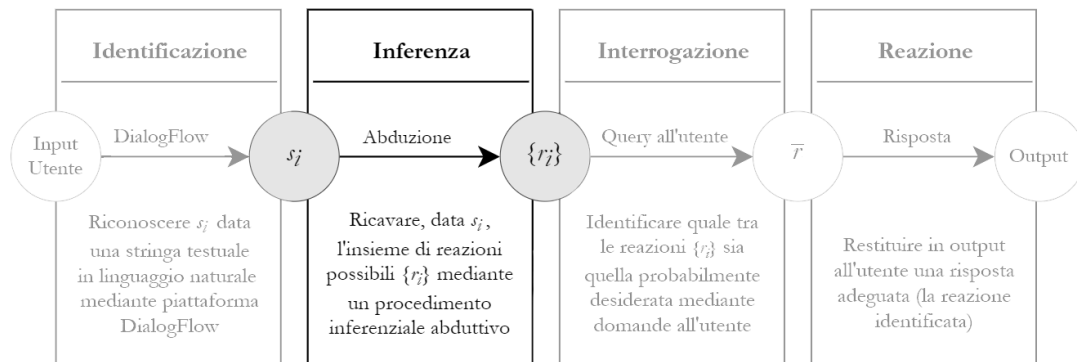 Identificazione
Inferenza
Interrogazione
Reazione
Input
Utente
DialogFlow
sᵢ
Abduzione
{rᵢ}
Query all'utente
r̅
Risposta
Output
Riconoscere sᵢ data
una stringa testuale
in linguaggio naturale
mediante piattaforma
DialogFlow
Ricavare, data sᵢ ,
l'insieme di reazioni
possibili {rᵢ} mediante
un procedimento
inferenziale abduttivo
Identificare quale tra
le reazioni {rᵢ} sia
quella probabilmente
desiderata mediante
domande all'utente
Restituire in output
all'utente una risposta
adeguata (la reazione
identificata)